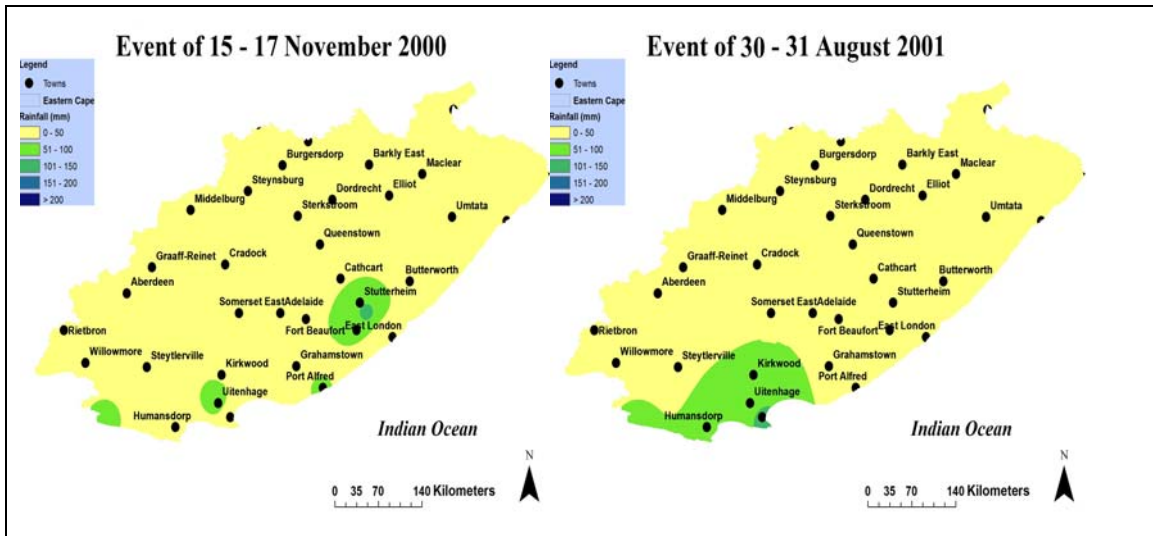 Event of 15 - 17 November 2000
Legend
Towns
Eastern Cape
Rainfall (mm)
0 - 50
51 - 100
101 - 150
151 - 200
> 200
Burgersdorp
Barkly East
Maclear
Steynsburg
Dordrecht
Elliot
Middelburg
Sterkstroom
Umtata
Queenstown
Graaff-Reinet
Cradock
Cathcart
Butterworth
Aberdeen
Stutterheim
Somerset East
Adelaide
Rietbron
Fort Beaufort
East London
Willowmore
Steytlerville
Kirkwood
Grahamstown
Port Alfred
Uitenhage
Humansdorp
Indian Ocean
N
0 35 70 140 Kilometers
Event of 30 - 31 August 2001
Legend
Towns
Eastern Cape
Rainfall (mm)
0 - 50
51 - 100
101 - 150
151 - 200
> 200
Burgersdorp
Barkly East
Maclear
Steynsburg
Dordrecht
Elliot
Middelburg
Sterkstroom
Umtata
Queenstown
Graaff-Reinet
Cradock
Cathcart
Butterworth
Aberdeen
Stutterheim
Somerset East
Adelaide
Rietbron
Fort Beaufort
East London
Willowmore
Steytlerville
Kirkwood
Grahamstown
Port Alfred
Uitenhage
Humansdorp
Indian Ocean
N
0 35 70 140 Kilometers